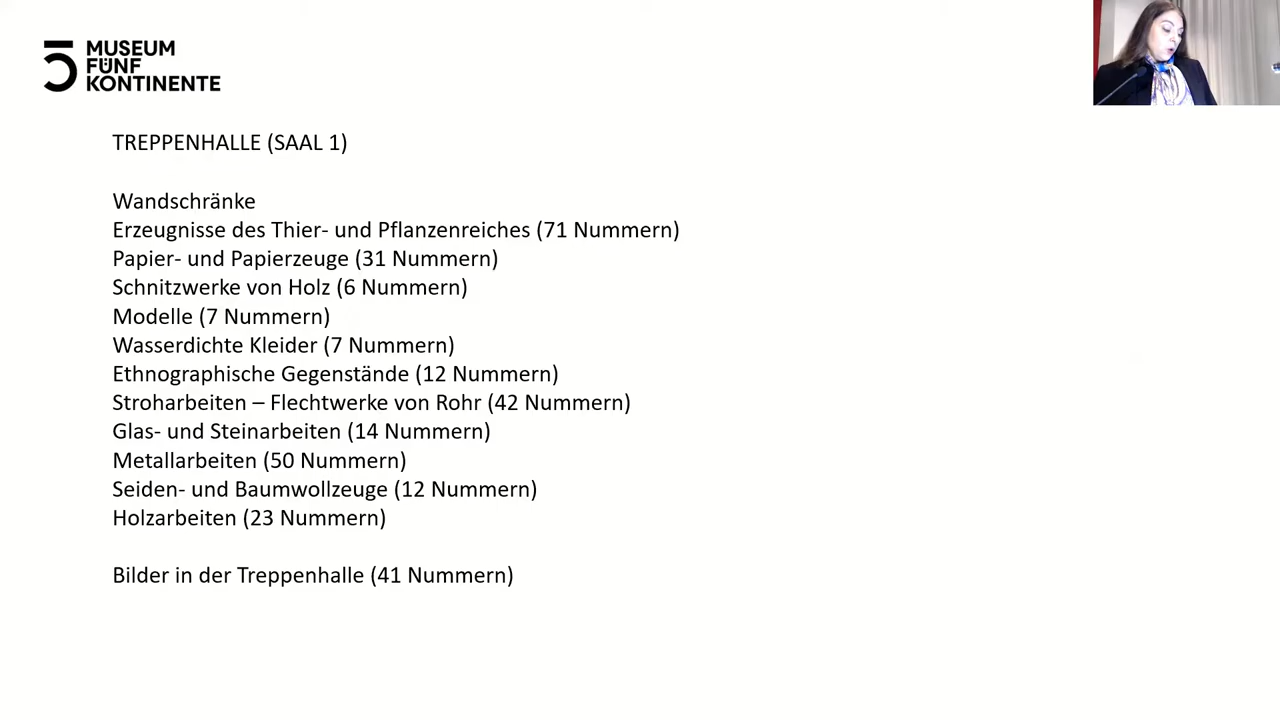 5 MUSEUM
FÜNF
KONTINENTE
TREPPENHALLE (SAAL 1)
Wandschränke
Erzeugnisse des Thier- und Pflanzenreiches (71 Nummern)
Papier- und Papierzeuge (31 Nummern)
Schnitzwerke von Holz (6 Nummern)
Modelle (7 Nummern)
Wasserdichte Kleider (7 Nummern)
Ethnographische Gegenstände (12 Nummern)
Stroharbeiten – Flechtwerke von Rohr (42 Nummern)
Glas- und Steinarbeiten (14 Nummern)
Metallarbeiten (50 Nummern)
Seiden- und Baumwollzeuge (12 Nummern)
Holzarbeiten (23 Nummern)
Bilder in der Treppenhalle (41 Nummern)